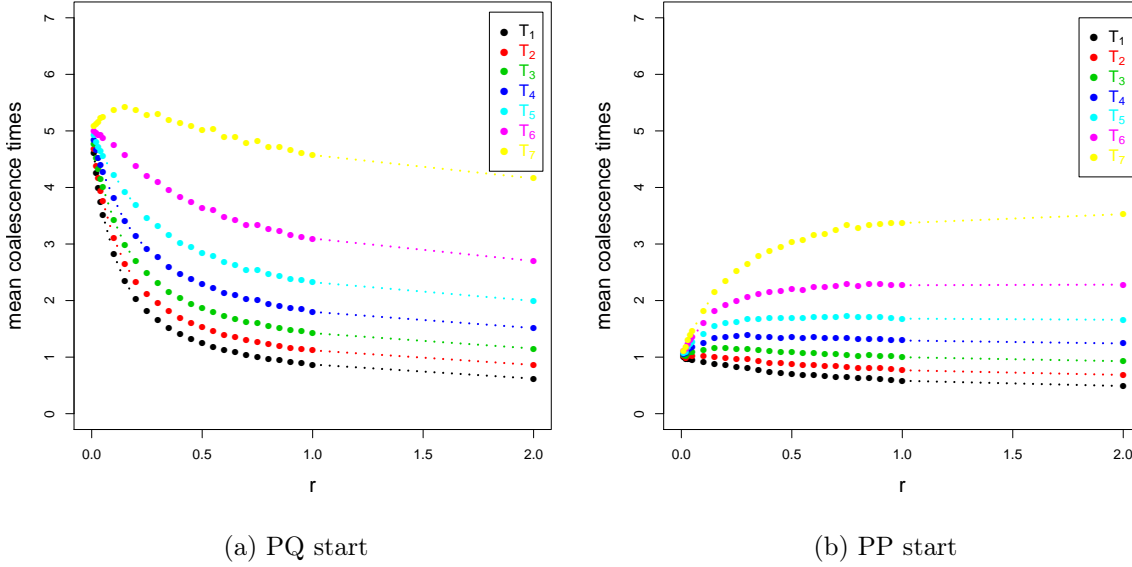 mean coalescence times
7
6
5
4
3
2
1
0
0.0 0.5 1.0 1.5 2.0
r
T1
T2
T3
T4
T5
T6
T7
(a) PQ start
mean coalescence times
7
6
5
4
3
2
1
0
0.0 0.5 1.0 1.5 2.0
r
T1
T2
T3
T4
T5
T6
T7
(b) PP start